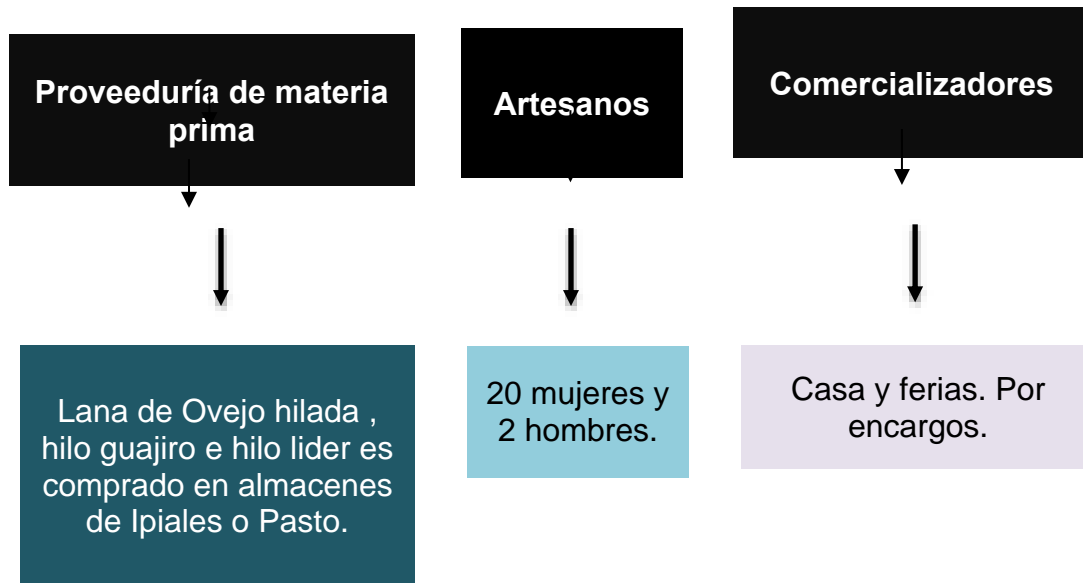 Proveeduría de materia
prima
Artesanos
Comercializadores
Lana de Ovejo hilada ,
hilo guajiro e hilo lider es
comprado en almacenes
de Ipiales o Pasto.
20 mujeres y
2 hombres.
Casa y ferias. Por
encargos.